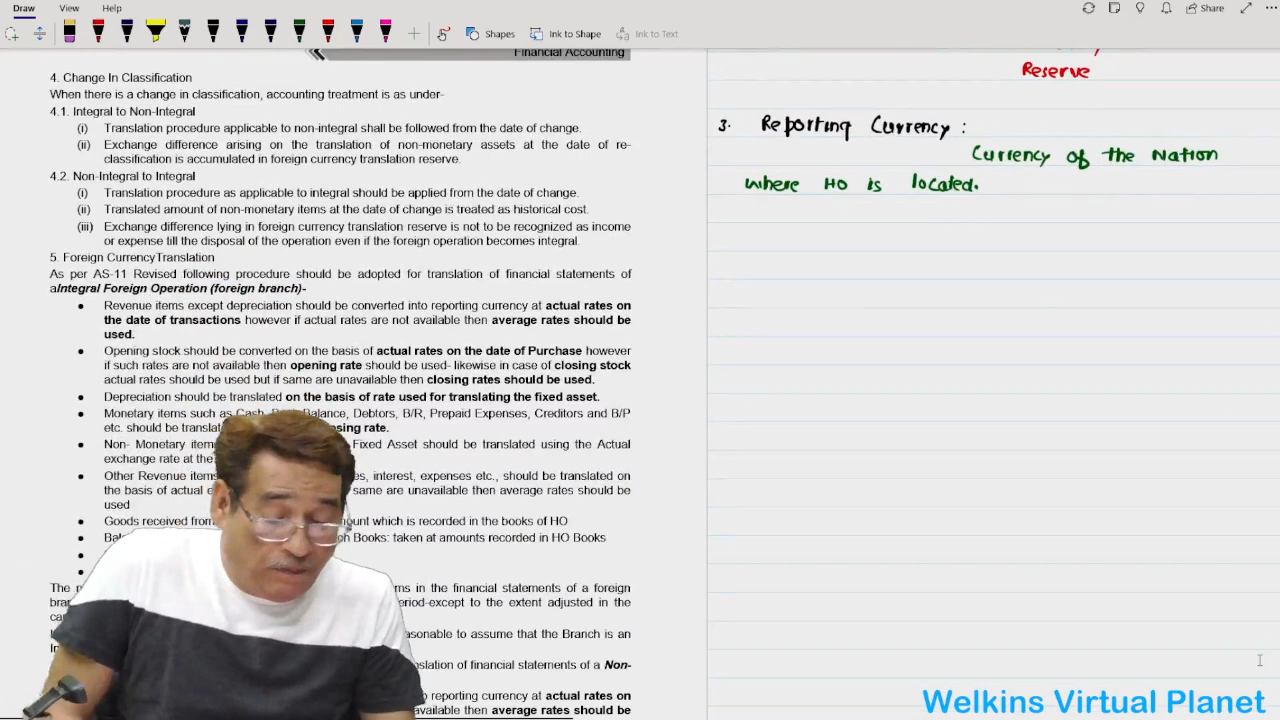 Draw View Help
Share
Shapes Ink to Shape Ink to Text
Financial Accounting
4. Change In Classification
When there is a change in classification, accounting treatment is as under-
4.1. Integral to Non-Integral
(i) Translation procedure applicable to non-integral shall be followed from the date of change.
(ii) Exchange difference arising on the translation of non-monetary assets at the date of re-
classification is accumulated in foreign currency translation reserve.
4.2. Non-Integral to Integral
(i) Translation procedure as applicable to integral should be applied from the date of change.
(ii) Translated amount of non-monetary items at the date of change is treated as historical cost.
(iii) Exchange difference lying in foreign currency translation reserve is not to be recognized as income
or expense till the disposal of the operation even if the foreign operation becomes integral.
5. Foreign CurrencyTranslation
As per AS-11 Revised following procedure should be adopted for translation of financial statements of
aIntegral Foreign Operation (foreign branch)-
● Revenue items except depreciation should be converted into reporting currency at actual rates on
the date of transactions however if actual rates are not available then average rates should be
used.
● Opening stock should be converted on the basis of actual rates on the date of Purchase however
if such rates are not available then opening rate should be used- likewise in case of closing stock
actual rates should be used but if same are unavailable then closing rates should be used.
● Depreciation should be translated on the basis of rate used for translating the fixed asset.
● Monetary items such as Cash, Balance, Debtors, B/R, Prepaid Expenses, Creditors and B/P
etc. should be rate.
● Non- Monetary Fixed Asset should be translated using the Actual
exchange rate at the
● Other Revenue interest, expenses etc., should be translated on
the basis of actual same are unavailable then average rates should be
used
● Goods received which is recorded in the books of HO
● Books: taken at amounts recorded in HO Books
●
●
The in the financial statements of a foreign
to the extent adjusted in the
to assume that the Branch is an
of financial statements of a Non-
reporting currency at actual rates on
then average rates should be
Reserve
3. Reporting Currency :
Currency of the Nation
where HO is located.
Welkins Virtual Planet